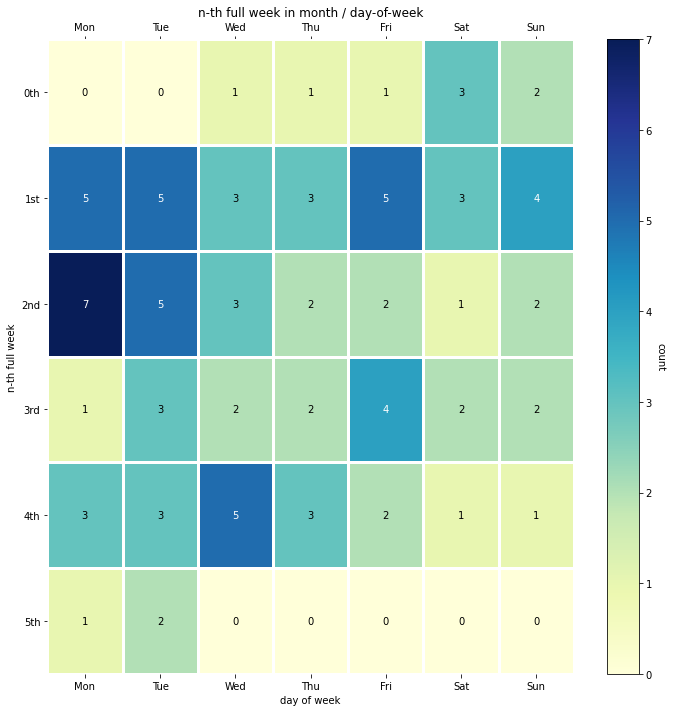 n-th full week in month / day-of-week
Mon Tue Wed Thu Fri Sat Sun
0th 0 0 1 1 1 3 2
1st 5 5 3 3 5 3 4
2nd 7 5 3 2 2 1 2
3rd 1 3 2 2 4 2 2
4th 3 3 5 3 2 1 1
5th 1 2 0 0 0 0 0
Mon Tue Wed Thu Fri Sat Sun
day of week
n-th full week
7
6
5
4
3
2
1
0
count